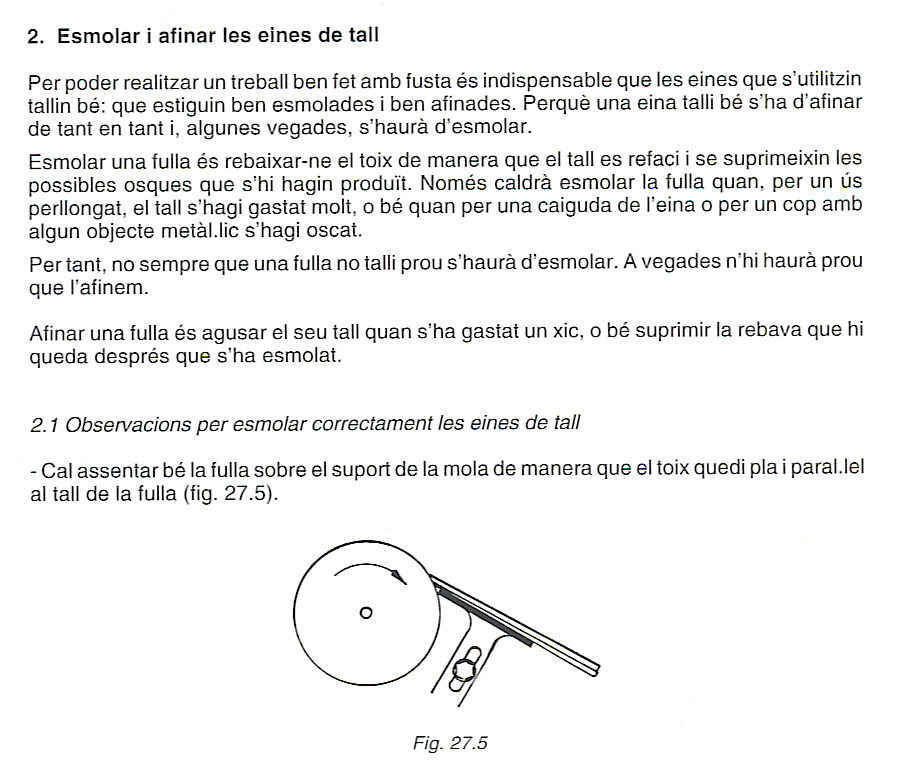 2. Esmolar i afinar les eines de tall
Per poder realitzar un treball ben fet amb fusta és indispensable que les eines que s'utilitzin
tallin bé: que estiguin ben esmolades i ben afinades. Perquè una eina talli bé s'ha d'afinar
de tant en tant i, algunes vegades, s'haurà d'esmolar.
Esmolar una fulla és rebaixar-ne el toix de manera que el tall es refaci i se suprimeixin les
possibles osques que s'hi hagin produït. Només caldrà esmolar la fulla quan, per un ús
perllongat, el tall s'hagi gastat molt, o bé quan per una caiguda de l'eina o per un cop amb
algun objecte metàl.lic s'hagi oscat.
Per tant, no sempre que una fulla no talli prou s'haurà d'esmolar. A vegades n'hi haurà prou
que l'afinem.
Afinar una fulla és agusar el seu tall quan s'ha gastat un xic, o bé suprimir la rebava que hi
queda després que s'ha esmolat.
2.1 Observacions per esmolar correctament les eines de tall
- Cal assentar bé la fulla sobre el suport de la mola de manera que el toix quedi pla i paral.lel
al tall de la fulla (fig. 27.5).
Fig. 27.5